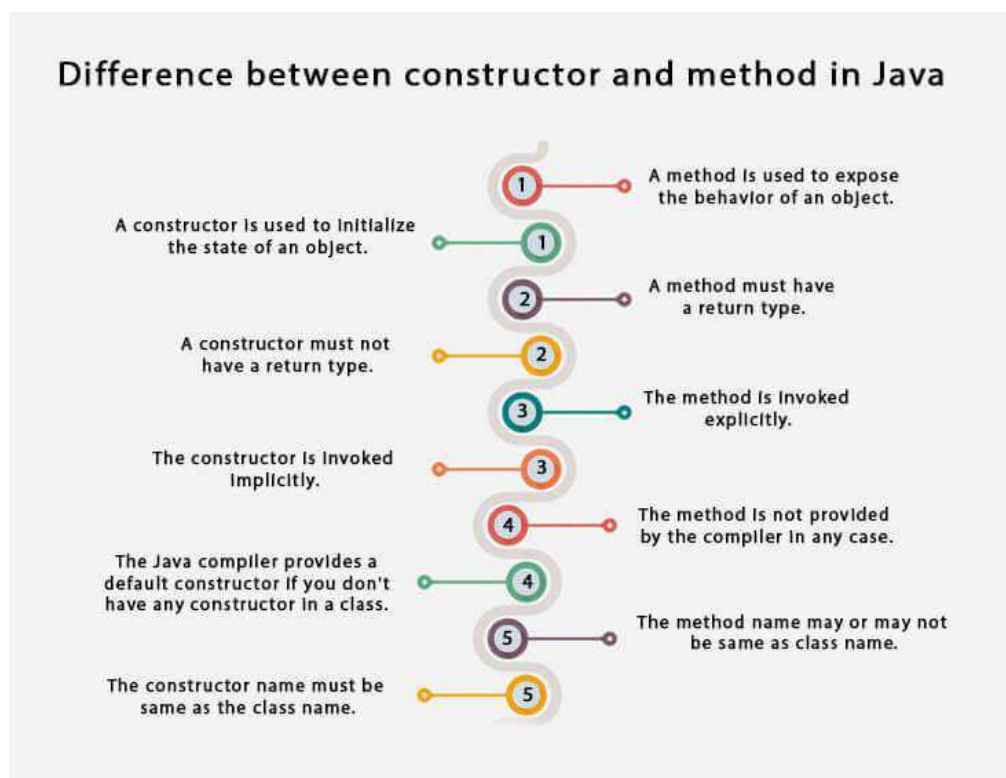 Difference between constructor and method in Java
1
A method is used to expose
the behavior of an object.
A constructor is used to initialize
the state of an object.
1
2
A method must have
a return type.
A constructor must not
have a return type.
2
3
The method is invoked
explicitly.
The constructor is invoked
implicitly.
3
4
The method is not provided
by the compiler in any case.
The Java compiler provides a
default constructor if you don't
have any constructor in a class.
4
5
The method name may or may not
be same as class name.
The constructor name must be
same as the class name.
5